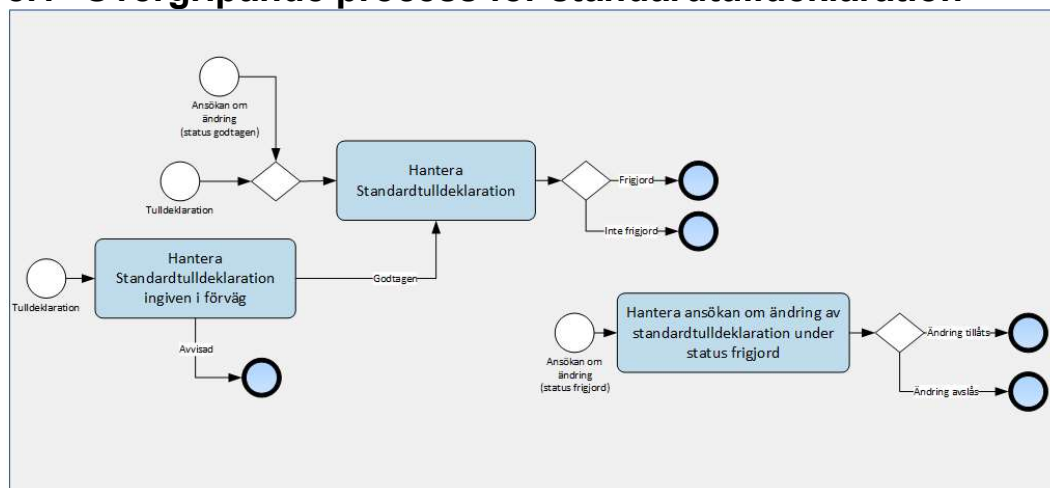 Övergripande process för standardtulldeklaration
Ansökan om
ändring
(status godtagen)
Tulldeklaration
Hantera
Standardtulldeklaration
Frigjord
Inte frigjord
Tulldeklaration
Hantera
Standardtulldeklaration
ingiven i förväg
Godtagen
Avvisad
Ansökan om
ändring
(status frigjord)
Hantera ansökan om ändring av
standardtulldeklaration under
status frigjord
Ändring tillåts
Ändring avslås